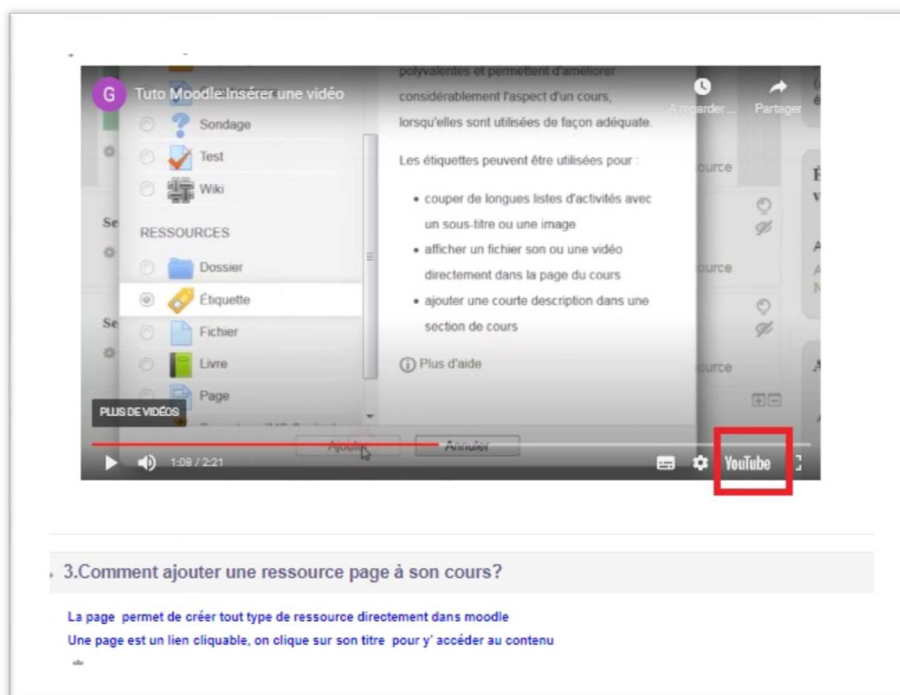 G Tuto Moodle:Insérer une vidéo
À regarder ... Partager
polyvalentes et permettent d'améliorer
considérablement l'aspect d'un cours,
lorsqu'elles sont utilisées de façon adéquate.
Les étiquettes peuvent être utilisées pour :
• couper de longues listes d'activités avec
un sous-titre ou une image
• afficher un fichier son ou une vidéo
directement dans la page du cours
• ajouter une courte description dans une
section de cours
Plus d'aide
Sondage
Test
Wiki
RESSOURCES
Dossier
Étiquette
Fichier
Livre
Page
Se
Se
ource
ource
ource
PLUS DE VIDÉOS
Ajouter Annuler
1:08 / 2:21
YouTube
3.Comment ajouter une ressource page à son cours?
La page permet de créer tout type de ressource directement dans moodle
Une page est un lien cliquable, on clique sur son titre pour y' accéder au contenu